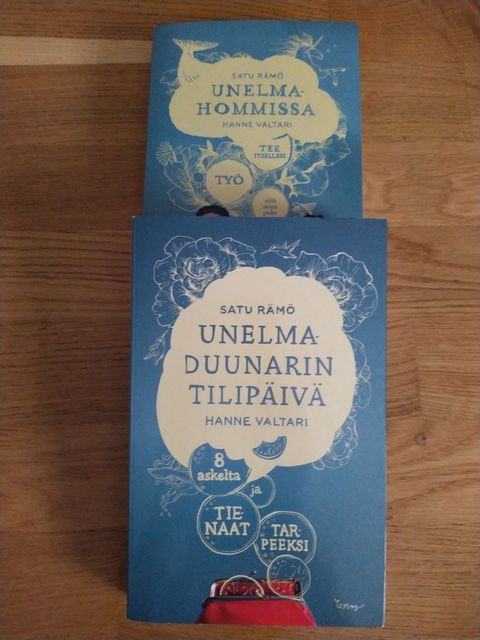 SATU RÄMÖ
UNELMA-
HOMMISSA
HANNE VALTARI
TEE
ITSELLESI
TYÖ
SATU RÄMÖ
UNELMA-
DUUNARIN
TILIPÄIVÄ
HANNE VALTARI
8
askelta
ja
TIE-
NAAT
TAR-
PEEKSI